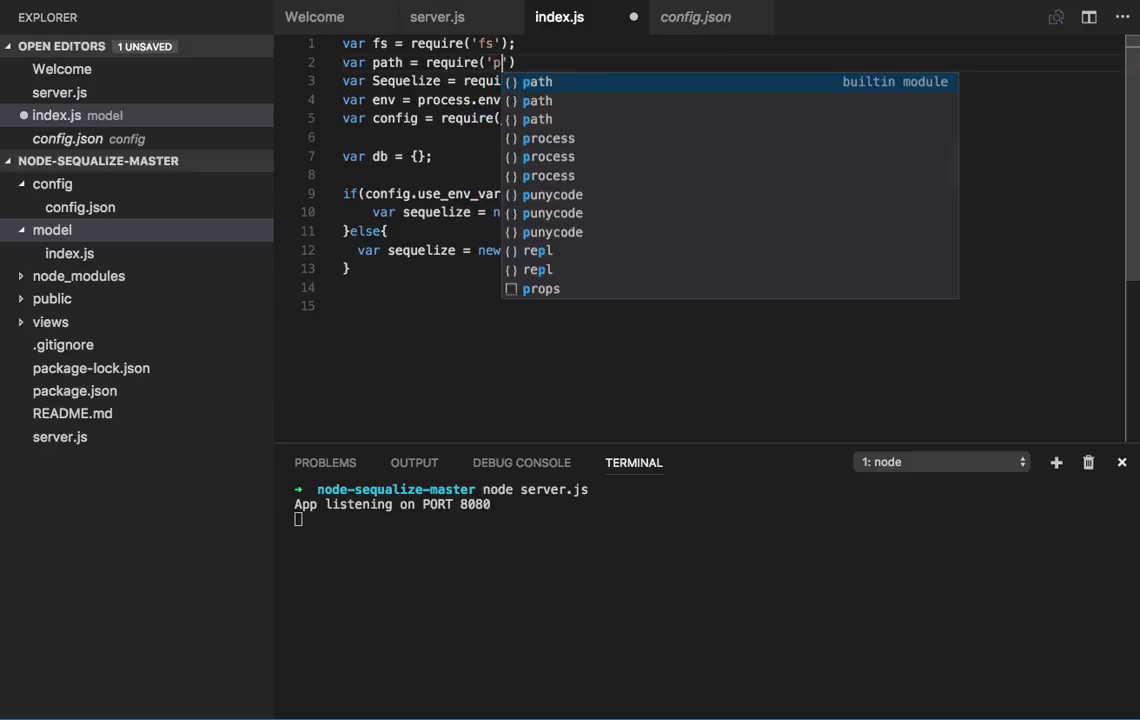 EXPLORER
OPEN EDITORS 1 UNSAVED
Welcome
server.js
index.js model
config.json config
NODE-SEQUALIZE-MASTER
config
config.json
model
index.js
node_modules
public
views
.gitignore
package-lock.json
package.json
README.md
server.js
Welcome server.js index.js config.json
1 var fs = require('fs');
2 var path = require('p')
3 var Sequelize = requi
4 var env = process.env
5 var config = require(
6
7 var db = {};
8
9 if(config.use_env_var
10 var sequelize = n
11 }else{
12 var sequelize = new
13 }
14
15
() path builtin module
() path
() path
() process
() process
() process
() punycode
() punycode
() punycode
() repl
() repl
props
PROBLEMS OUTPUT DEBUG CONSOLE TERMINAL 1: node
→ node-sequalize-master node server.js
App listening on PORT 8080